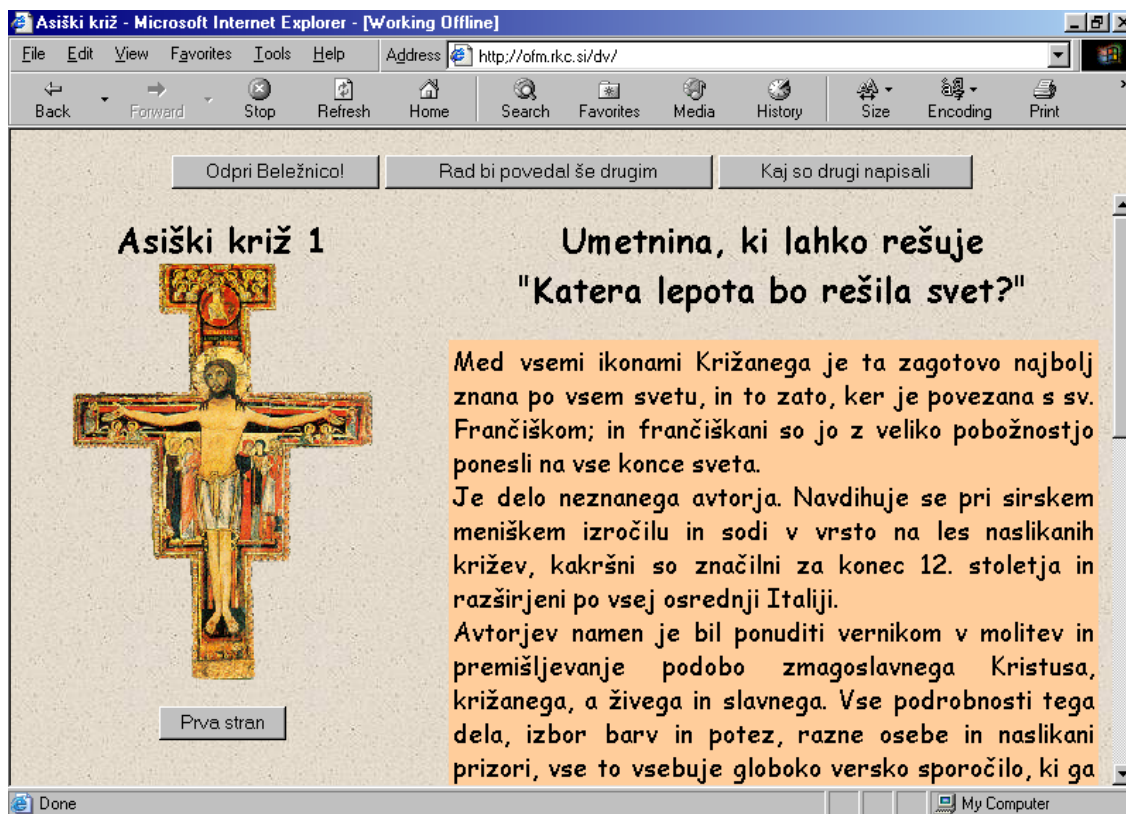 Asiški križ - Microsoft Internet Explorer - [Working Offline]
File Edit View Favorites Tools Help Address http://ofm.rkc.si/dv/
Back Forward Stop Refresh Home Search Favorites Media History Size Encoding Print
Odpri Beležnico! Rad bi povedal še drugim Kaj so drugi napisali
Asiški križ 1
Umetnina, ki lahko rešuje
"Katera lepota bo rešila svet?"
Med vsemi ikonami Križanega je ta zagotovo najbolj
znana po vsem svetu, in to zato, ker je povezana s sv.
Frančiškom; in frančiškani so jo z veliko pobožnostjo
ponesli na vse konce sveta.
Je delo neznanega avtorja. Navdihuje se pri sirskem
meniškem izročilu in sodi v vrsto na les naslikanih
križev, kakršni so značilni za konec 12. stoletja in
razširjeni po vsej osrednji Italiji.
Avtorjev namen je bil ponuditi vernikom v molitev in
premišljevanje podobo zmagoslavnega Kristusa,
križanega, a živega in slavnega. Vse podrobnosti tega
dela, izbor barv in potez, razne osebe in naslikani
prizori, vse to vsebuje globoko versko sporočilo, ki ga
Prva stran
Done My Computer